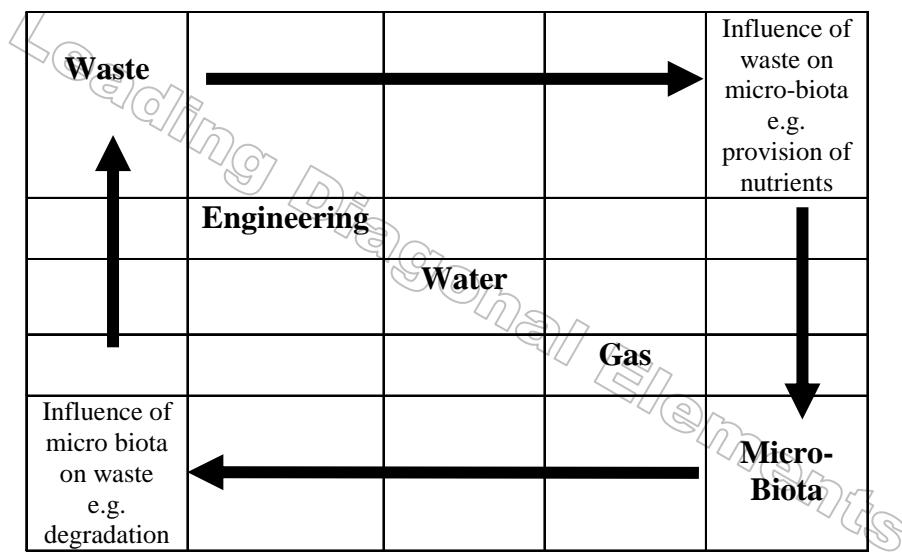 Leadling Diagonal Elements
Waste
Influence of
waste on
micro-biota
e.g.
provision of
nutrients
Engineering
Water
Gas
Influence of
micro biota
on waste
e.g.
degradation
Micro-
Biota